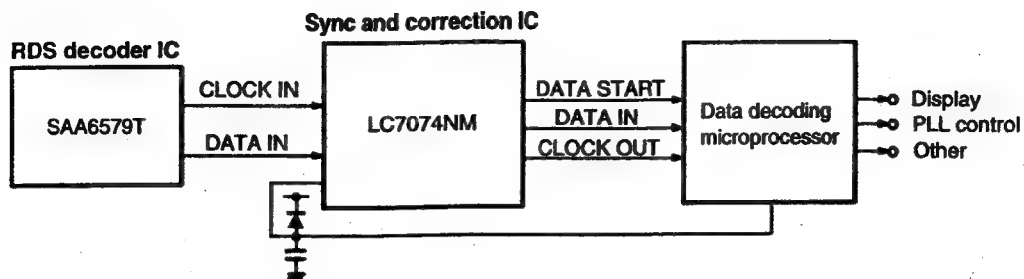 Sync and correction IC
RDS decoder IC
SAA6579T
CLOCK IN
DATA IN
LC7074NM
DATA START
DATA IN
CLOCK OUT
Data decoding
microprocessor
Display
PLL control
Other